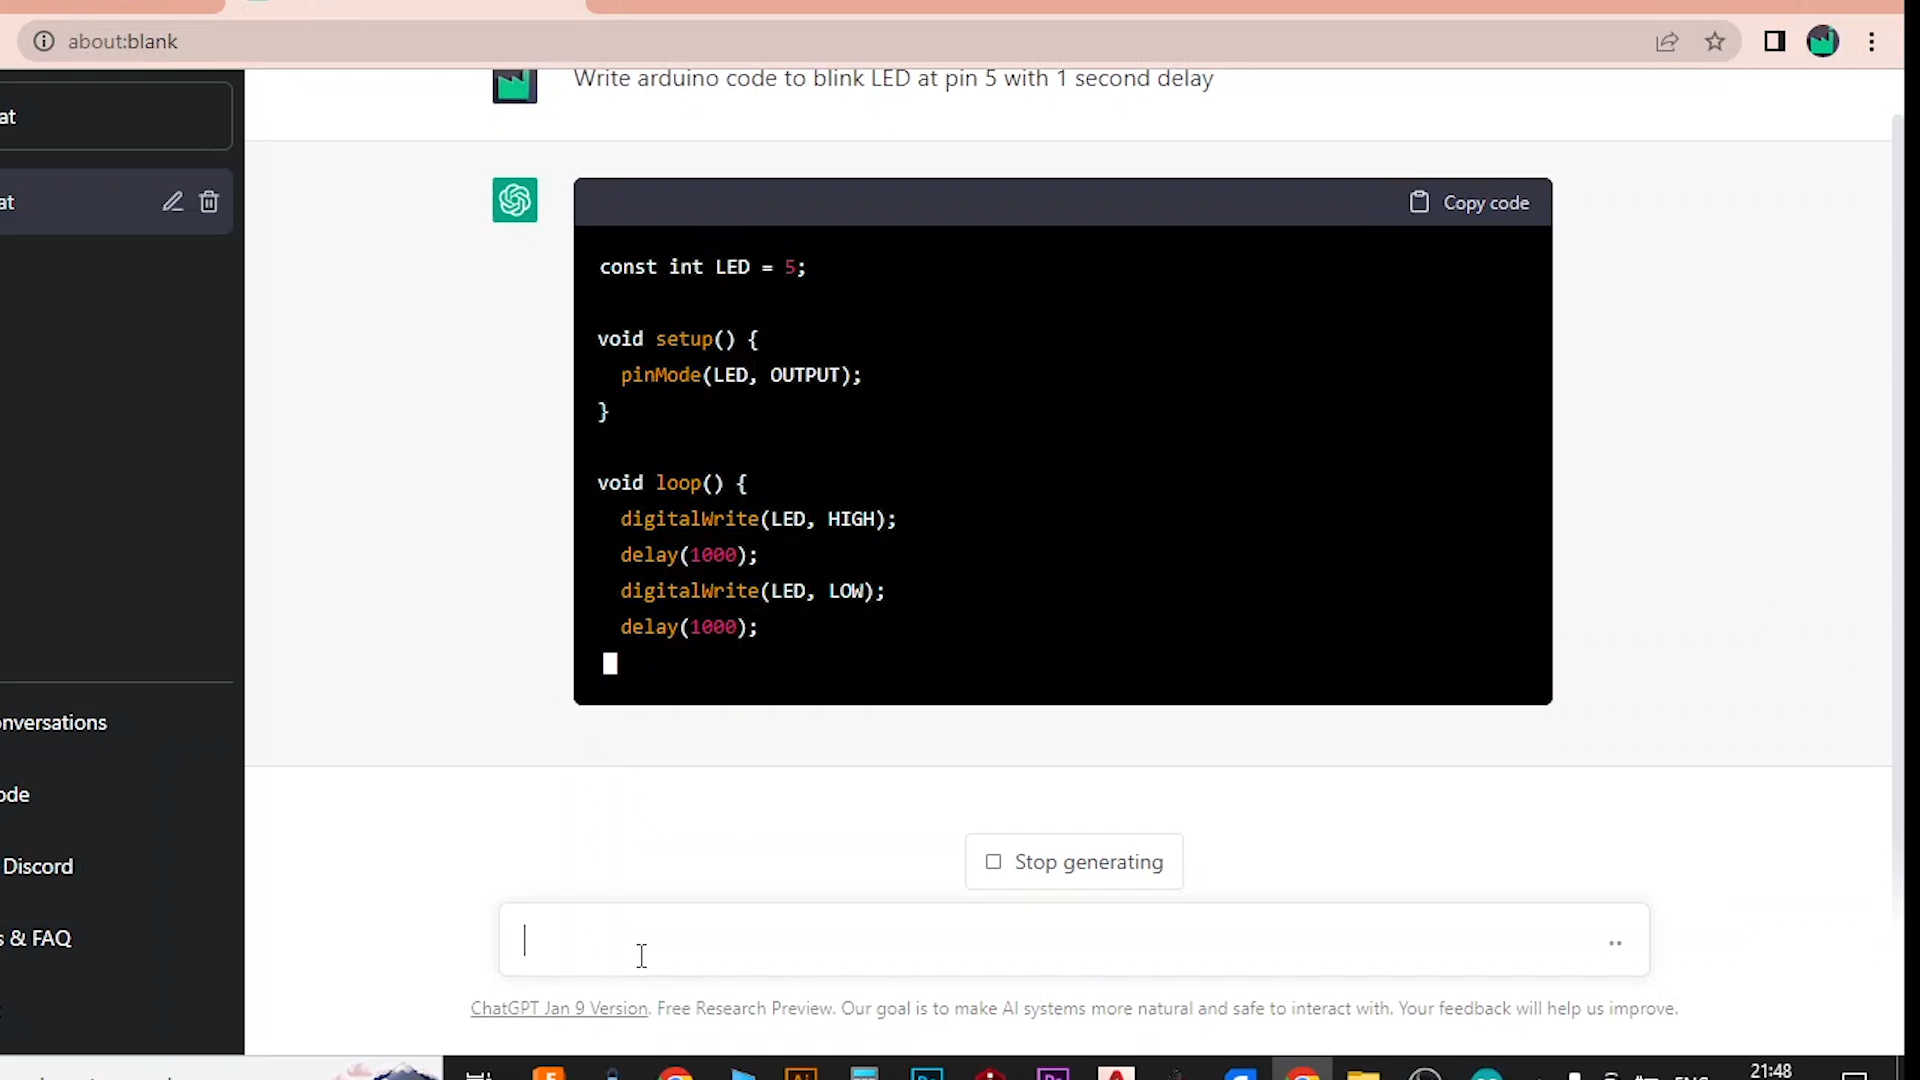 about:blank
Write arduino code to blink LED at pin 5 with 1 second delay
at
at
Copy code
const int LED = 5;
void setup() {
pinMode(LED, OUTPUT);
}
void loop() {
digitalWrite(LED, HIGH);
delay(1000);
digitalWrite(LED, LOW);
delay(1000);
onversations
ode
Discord
s & FAQ
Stop generating
ChatGPT Jan 9 Version. Free Research Preview. Our goal is to make AI systems more natural and safe to interact with. Your feedback will help us improve.
21:48